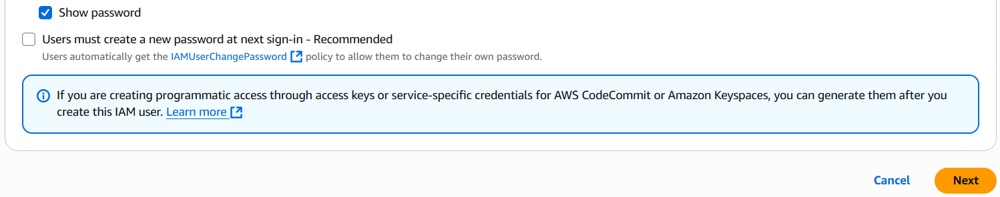 Show password
Users must create a new password at next sign-in - Recommended
Users automatically get the IAMUserChangePassword policy to allow them to change their own password.
If you are creating programmatic access through access keys or service-specific credentials for AWS CodeCommit or Amazon Keyspaces, you can generate them after you
create this IAM user. Learn more
Cancel Next